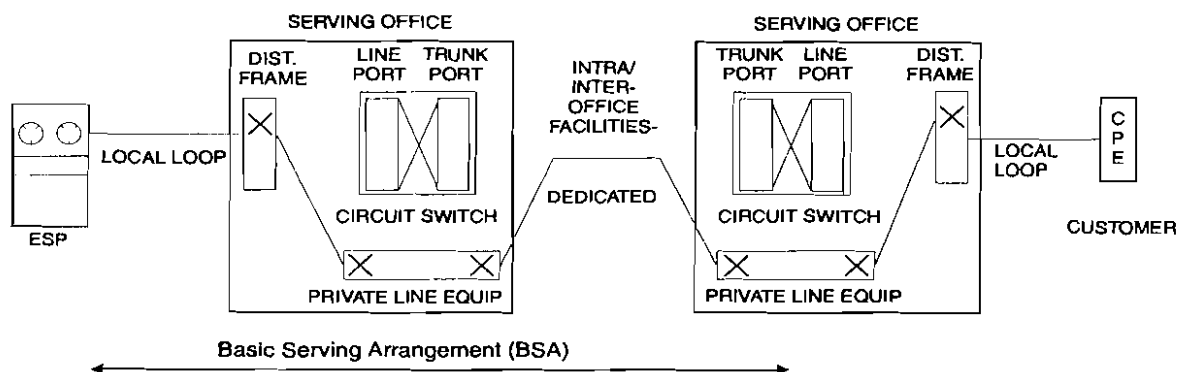 SERVING OFFICE
DIST.
FRAME
LINE
PORT
TRUNK
PORT
LOCAL LOOP
ESP
CIRCUIT SWITCH
PRIVATE LINE EQUIP
INTRA/
INTER-
OFFICE
FACILITIES-
DEDICATED
SERVING OFFICE
TRUNK
PORT
LINE
PORT
DIST.
FRAME
CIRCUIT SWITCH
PRIVATE LINE EQUIP
LOCAL
LOOP
CPE
CUSTOMER
Basic Serving Arrangement (BSA)